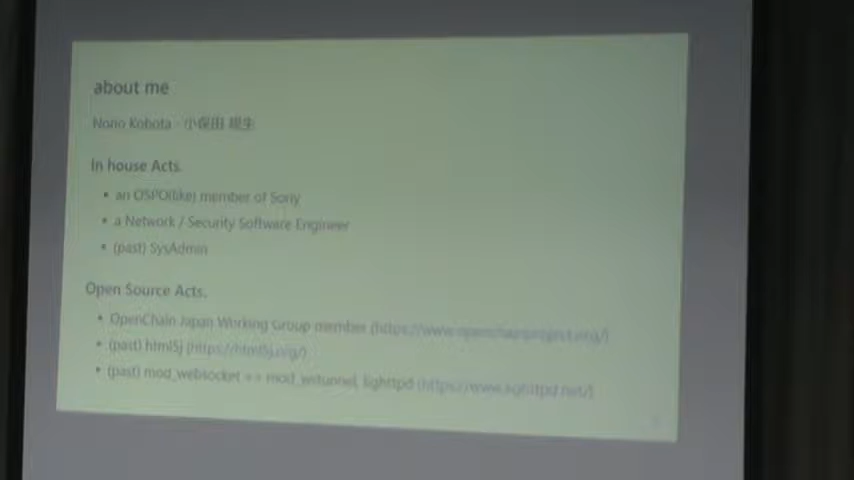 about me
Norio Kobota - 小保田 規生
In house Acts.
• an OSPO(like) member of Sony
• a Network / Security Software Engineer
• (past) SysAdmin
Open Source Acts.
• OpenChain Japan Working Group member (https://www.openchainproject.org/)
• (past) html5j (https://html5j.org/)
• (past) mod_websocket => mod_wstunnel, lighttpd (https://www.lighttpd.net/)